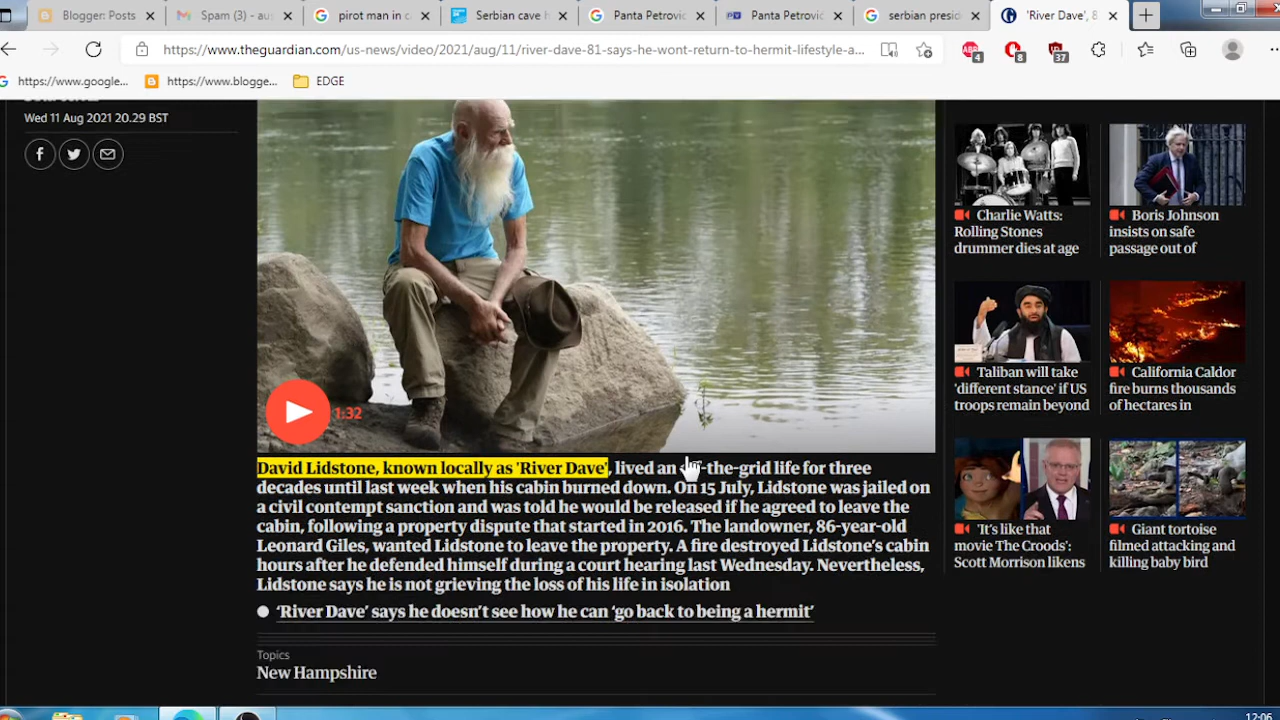 Blogger: Posts
Spam (3) - aus
pirot man in c
Serbian cave h
Panta Petrovic
Panta Petrovic
serbian presid
'River Dave', 8
https://www.theguardian.com/us-news/video/2021/aug/11/river-dave-81-says-he-wont-return-to-hermit-lifestyle-a...
ABP
4
8
37
https://www.google...
https://www.blogge...
EDGE
Wed 11 Aug 2021 20.29 BST
1:32
David Lidstone, known locally as 'River Dave', lived an -the-grid life for three
decades until last week when his cabin burned down. On 15 July, Lidstone was jailed on
a civil contempt sanction and was told he would be released if he agreed to leave the
cabin, following a property dispute that started in 2016. The landowner, 86-year-old
Leonard Giles, wanted Lidstone to leave the property. A fire destroyed Lidstone's cabin
hours after he defended himself during a court hearing last Wednesday. Nevertheless,
Lidstone says he is not grieving the loss of his life in isolation
'River Dave' says he doesn't see how he can 'go back to being a hermit'
Topics
New Hampshire
Charlie Watts:
Rolling Stones
drummer dies at age
Boris Johnson
insists on safe
passage out of
Taliban will take
'different stance' if US
troops remain beyond
California Caldor
fire burns thousands
of hectares in
'It's like that
movie The Croods':
Scott Morrison likens
Giant tortoise
filmed attacking and
killing baby bird
12:06